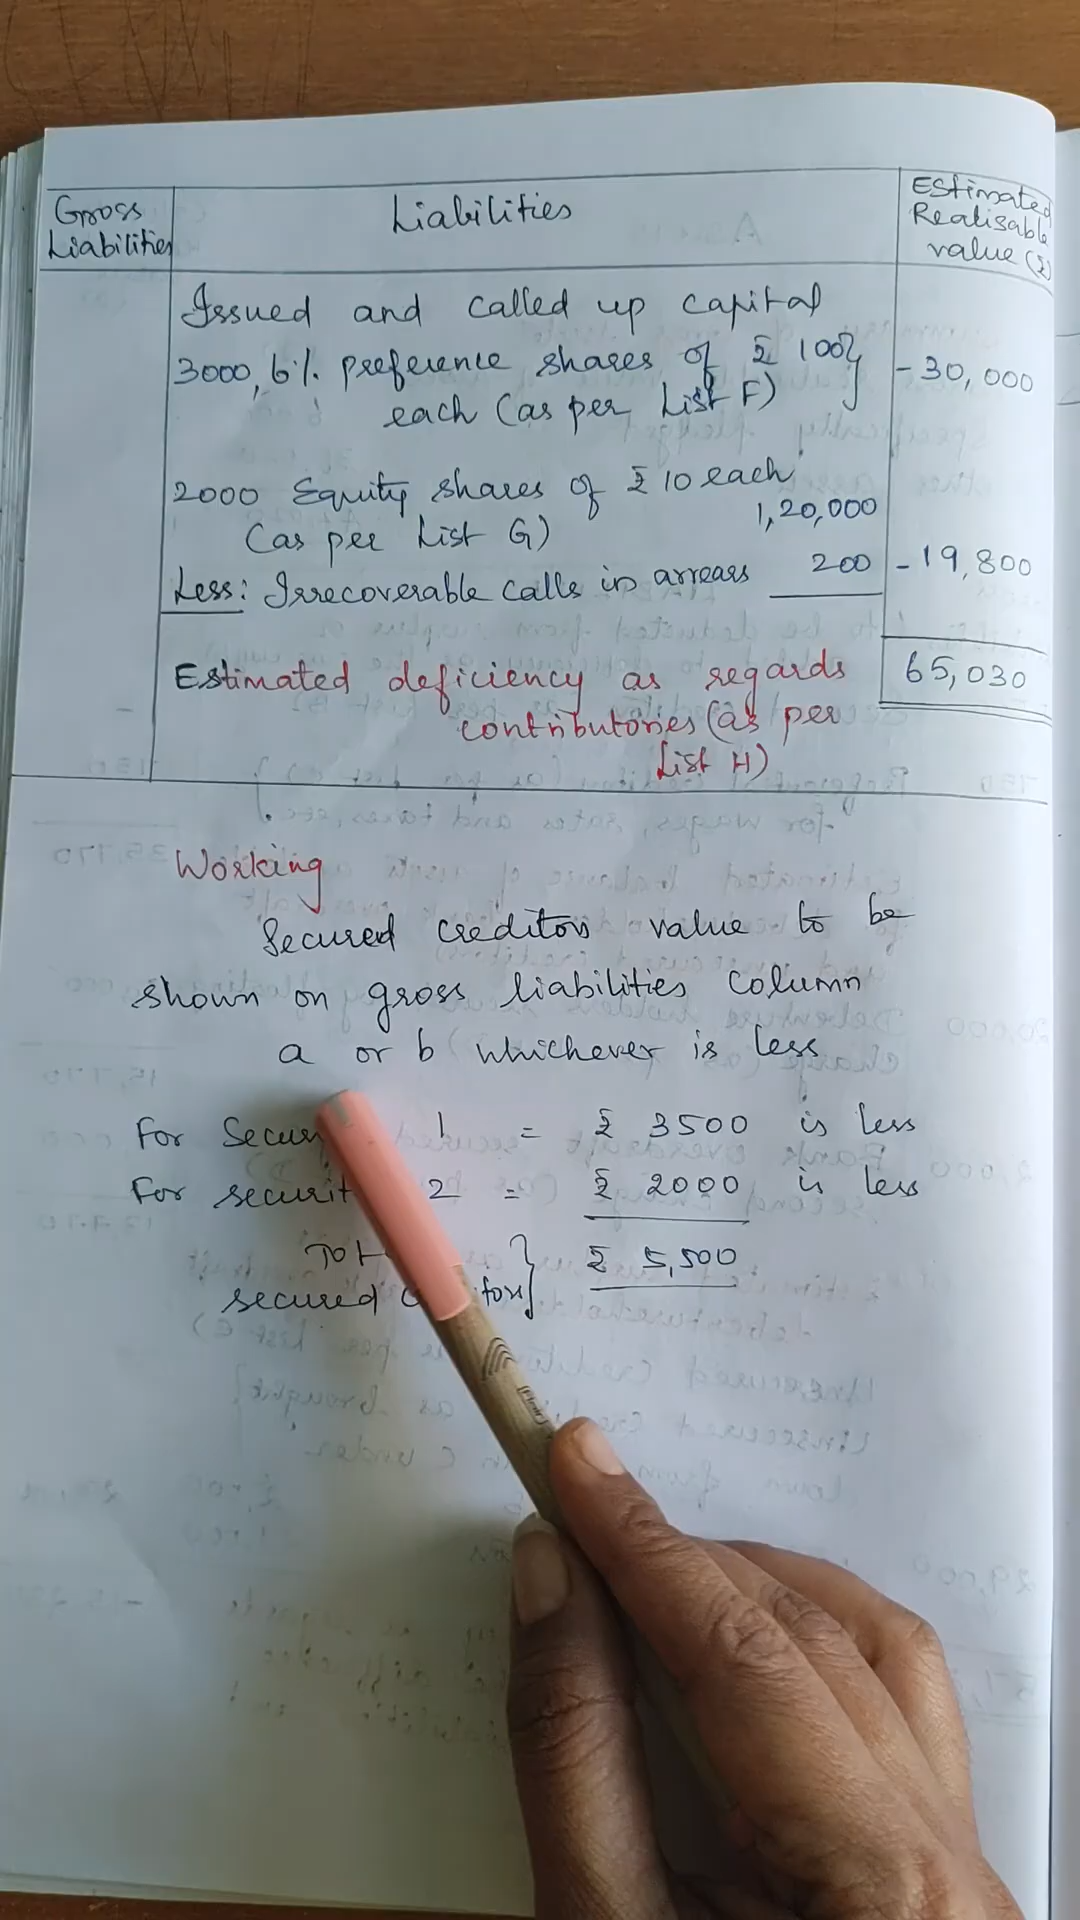 Gross
Liabilities
Liabilities
Estimated
Realisable
value (₹)
Issued and called up capital
3000, 6% preference shares of ₹ 100
each (as per List F)
- 30,000
2000 Equity shares of ₹ 10 each
1,20,000
(as per List G)
Less: Irrecoverable calls in arrears
200
- 19,800
Estimated deficiency as regards
contributories (as per
List H)
65,030
Working
Secured creditors value to be
shown on gross liabilities column
a or b whichever is less
For Secur 1 = ₹ 3500 is less
For securit 2 = ₹ 2000 is less
Tot
secured
₹ 5,500